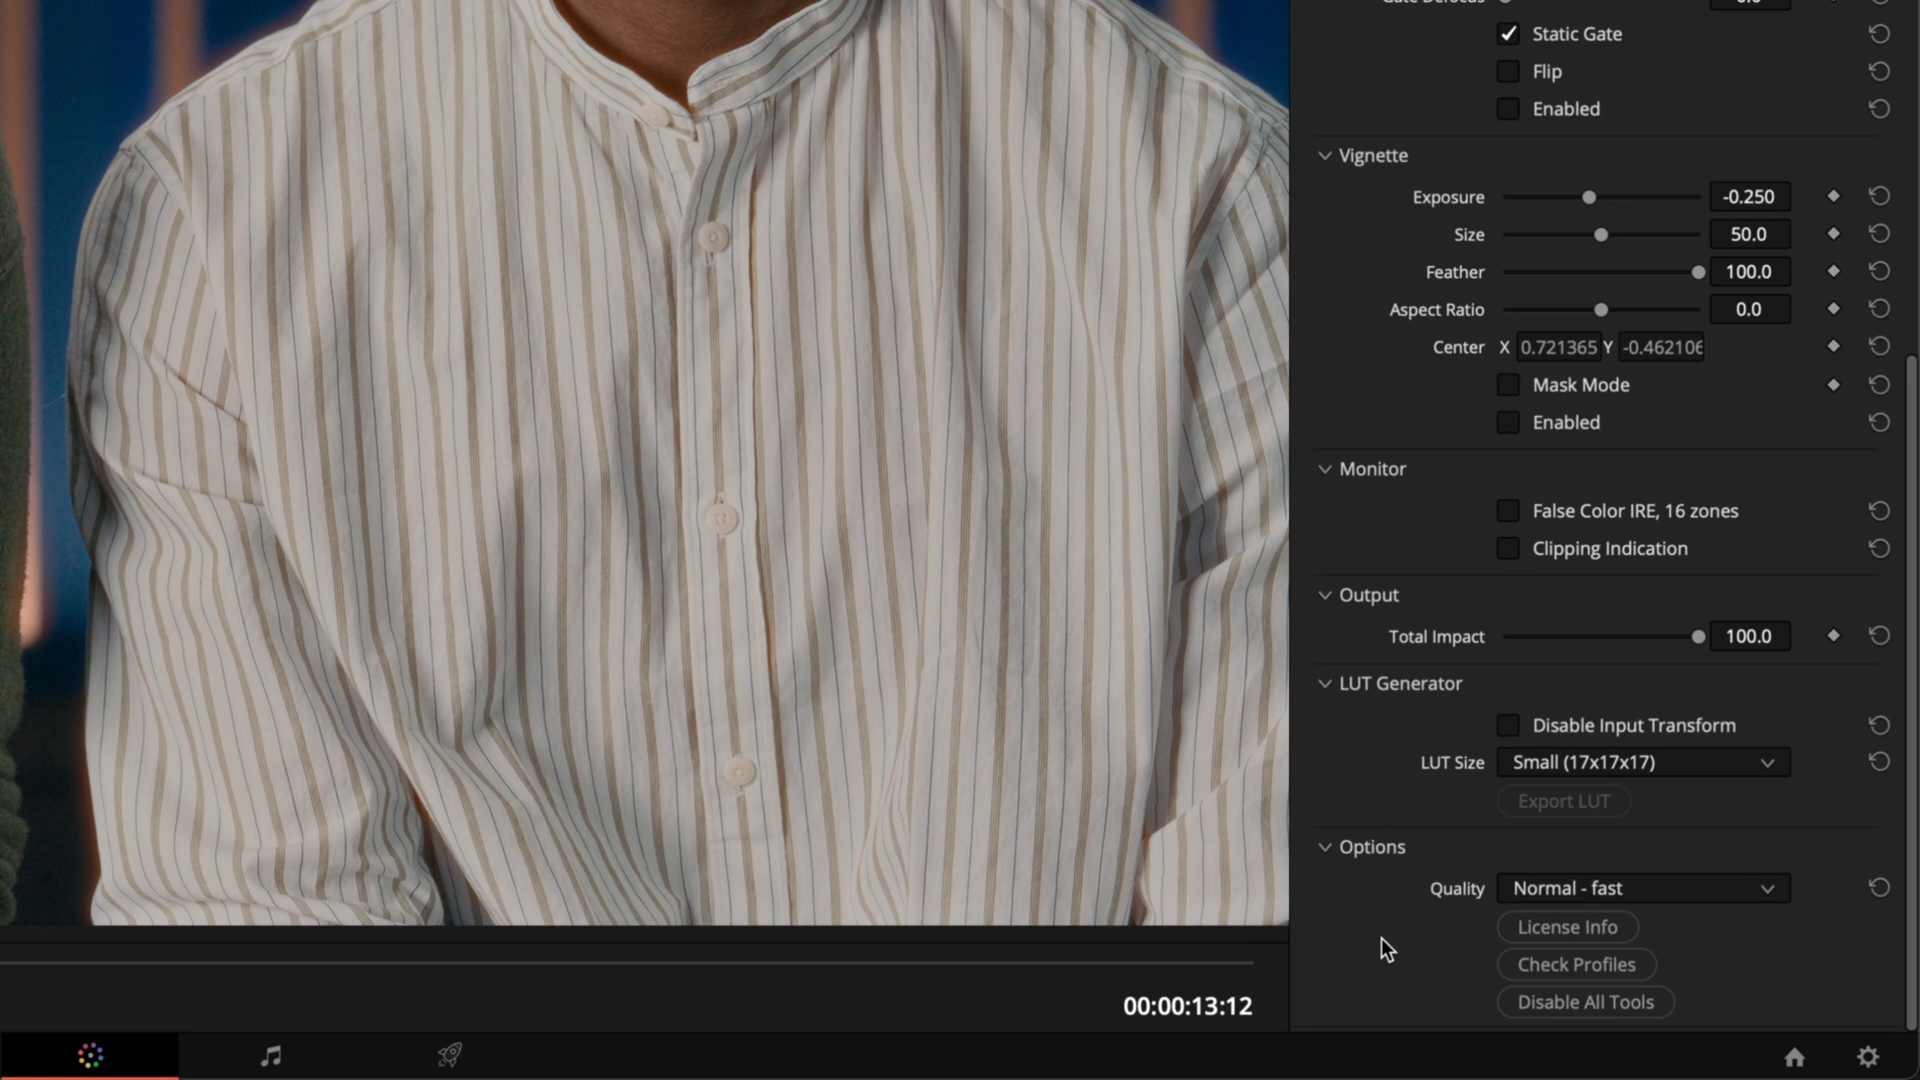 Static Gate
Flip
Enabled
Vignette
Exposure -0.250
Size 50.0
Feather 100.0
Aspect Ratio 0.0
Center X 0.721365 Y -0.462106
Mask Mode
Enabled
Monitor
False Color IRE, 16 zones
Clipping Indication
Output
Total Impact 100.0
LUT Generator
Disable Input Transform
LUT Size Small (17x17x17)
Export LUT
Options
Quality Normal - fast
License Info
Check Profiles
Disable All Tools
00:00:13:12